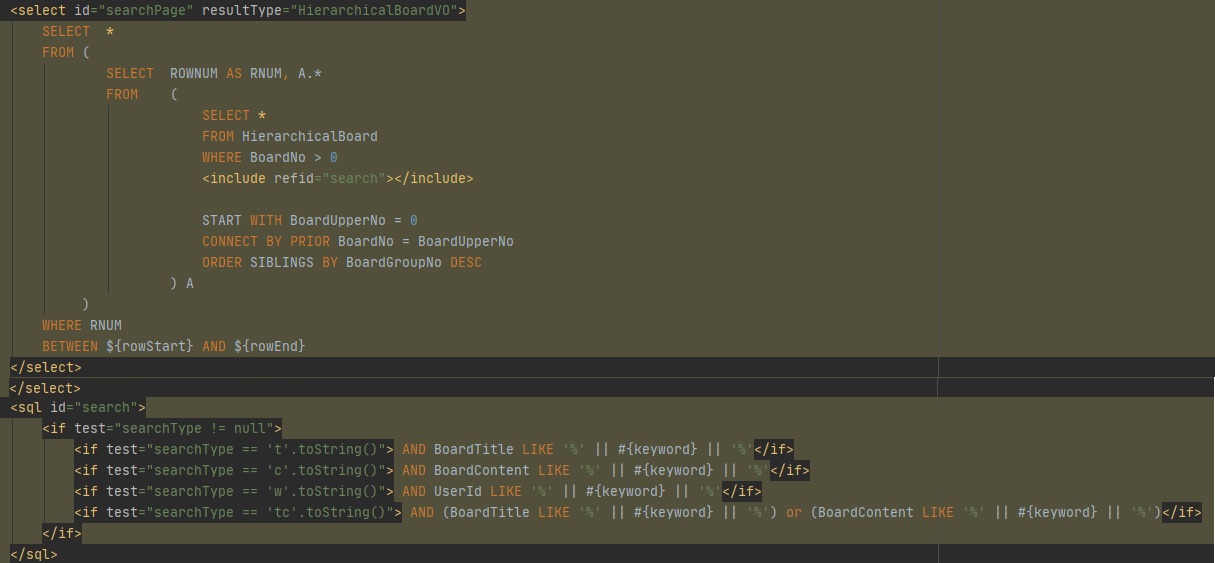 <select id="searchPage" resultType="HierarchicalBoardVO">
SELECT *
FROM (
SELECT ROWNUM AS RNUM, A.*
FROM (
SELECT *
FROM HierarchicalBoard
WHERE BoardNo > 0
<include refid="search"></include>
START WITH BoardUpperNo = 0
CONNECT BY PRIOR BoardNo = BoardUpperNo
ORDER SIBLINGS BY BoardGroupNo DESC
) A
)
WHERE RNUM
BETWEEN ${rowStart} AND ${rowEnd}
</select>
</select>
<sql id="search">
<if test="searchType != null">
<if test="searchType == 't'.toString()"> AND BoardTitle LIKE '%' || #{keyword} || '%'</if>
<if test="searchType == 'c'.toString()"> AND BoardContent LIKE '%' || #{keyword} || '%'</if>
<if test="searchType == 'w'.toString()"> AND UserId LIKE '%' || #{keyword} || '%'</if>
<if test="searchType == 'tc'.toString()"> AND (BoardTitle LIKE '%' || #{keyword} || '%') or (BoardContent LIKE '%' || #{keyword} || '%')</if>
</if>
</sql>